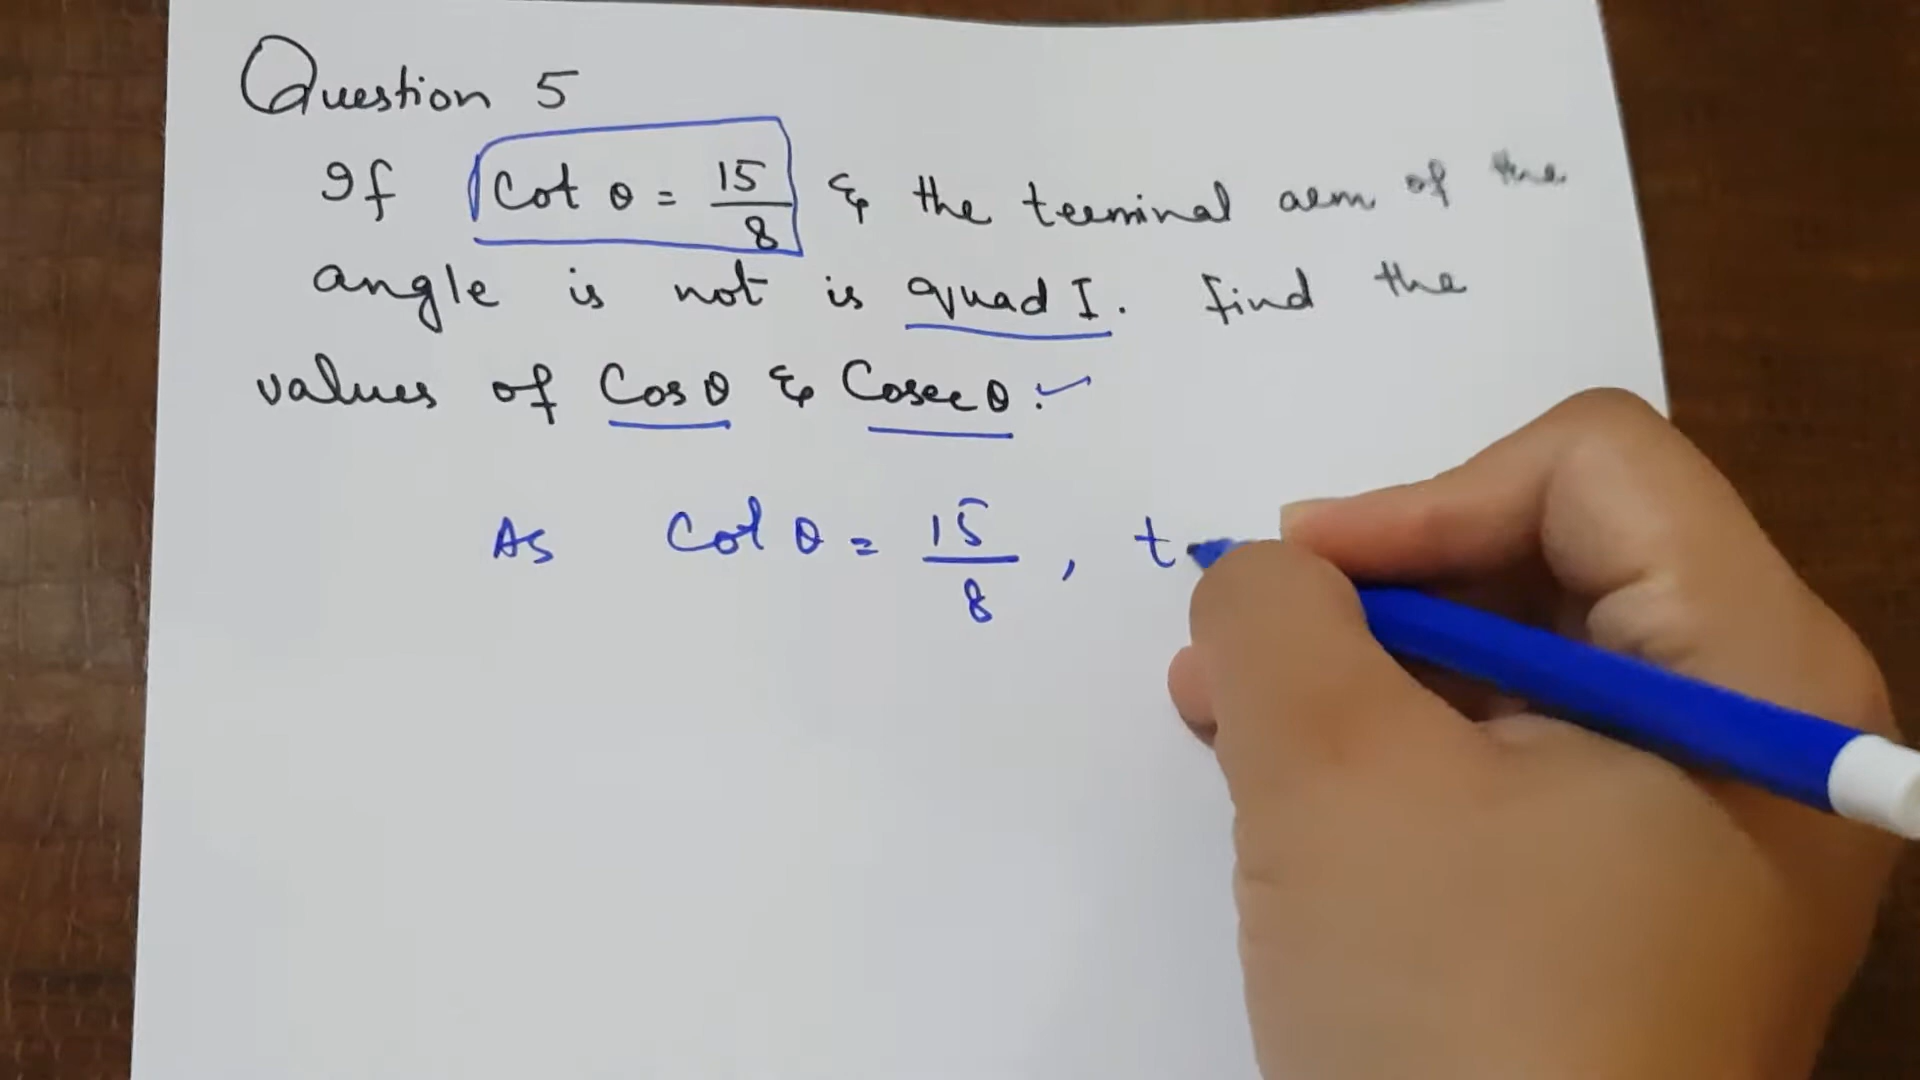 Question 5
If Cot θ = 15/8 & the terminal arm of the
angle is not is quad I. Find the
values of Cos θ & Cosec θ.
As Cot θ = 15/8 , t